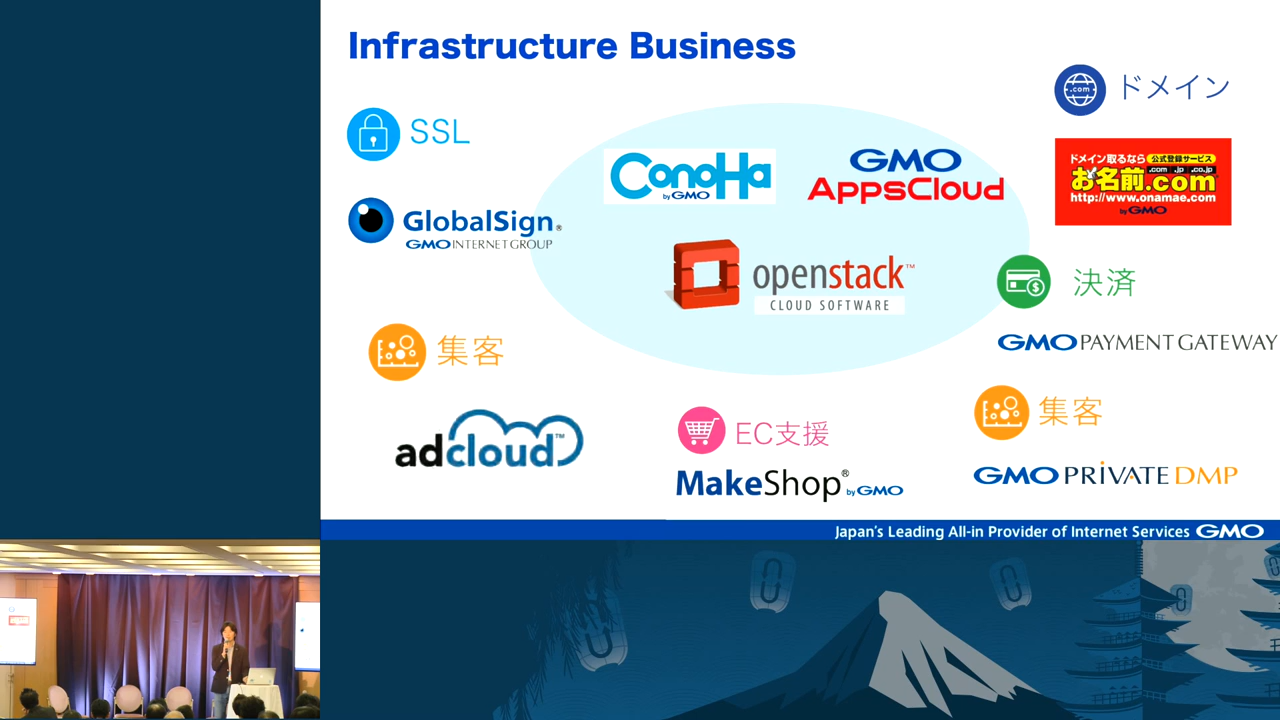 Infrastructure Business
ドメイン
SSL
ConoHa
by GMO
GMO
AppsCloud
ドメイン取るなら 公式登録サービス
.com .jp .co.jp
お名前.com
http://www.onamae.com
by GMO
GlobalSign®
GMO INTERNET GROUP
openstack™
CLOUD SOFTWARE
決済
GMO PAYMENT GATEWAY
集客
adcloud™
EC支援
MakeShop® by GMO
集客
GMO PRIVATE DMP
Japan's Leading All-in Provider of Internet Services GMO